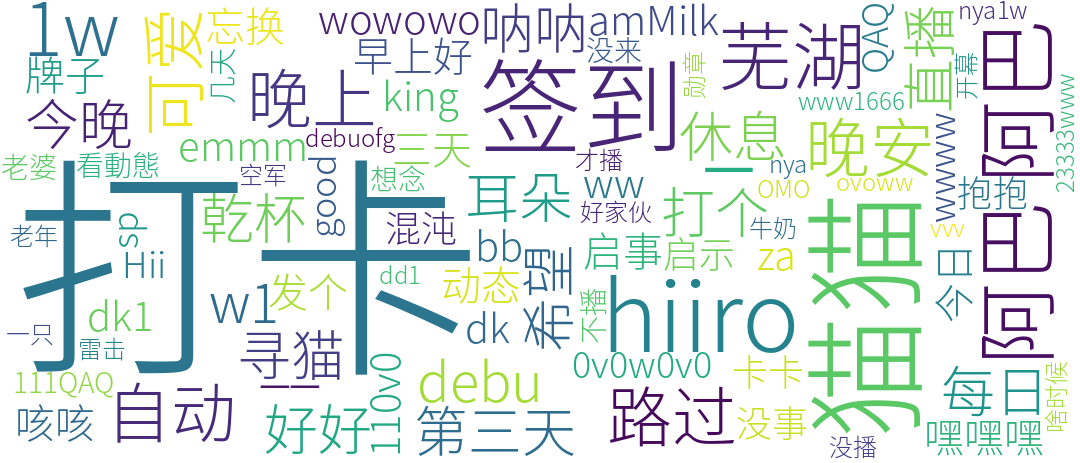 1w
可爱
忘换
wowowo
呐呐
amMilk
QAQ
nya1w
牌子
几天
早上好
没来
勋章
芜湖
直播
开幕
阿巴
阿巴
今晚
晚上
king
签到
www1666
debuofg
emmm
三天
休息
晚安
wwwww
23333www
老婆
看動態
空军
good
想念
才播
一
nya
OMO
ovoww
抱抱
打卡
乾杯
混沌
耳朵
ww
好家伙
打个
牛奶
猫猫
vvv
老年
sp
Hii
bb
希望
启事
启示
za
今日
w1
发个
dd1
动态
不播
hiiro
一只
dk1
雷击
寻猫
dk
0v0w0v0
卡卡
每日
啥时候
111QAQ
一一
110v0
debu
咳咳
自动
好好
第三天
路过
没事
没播
嘿嘿嘿